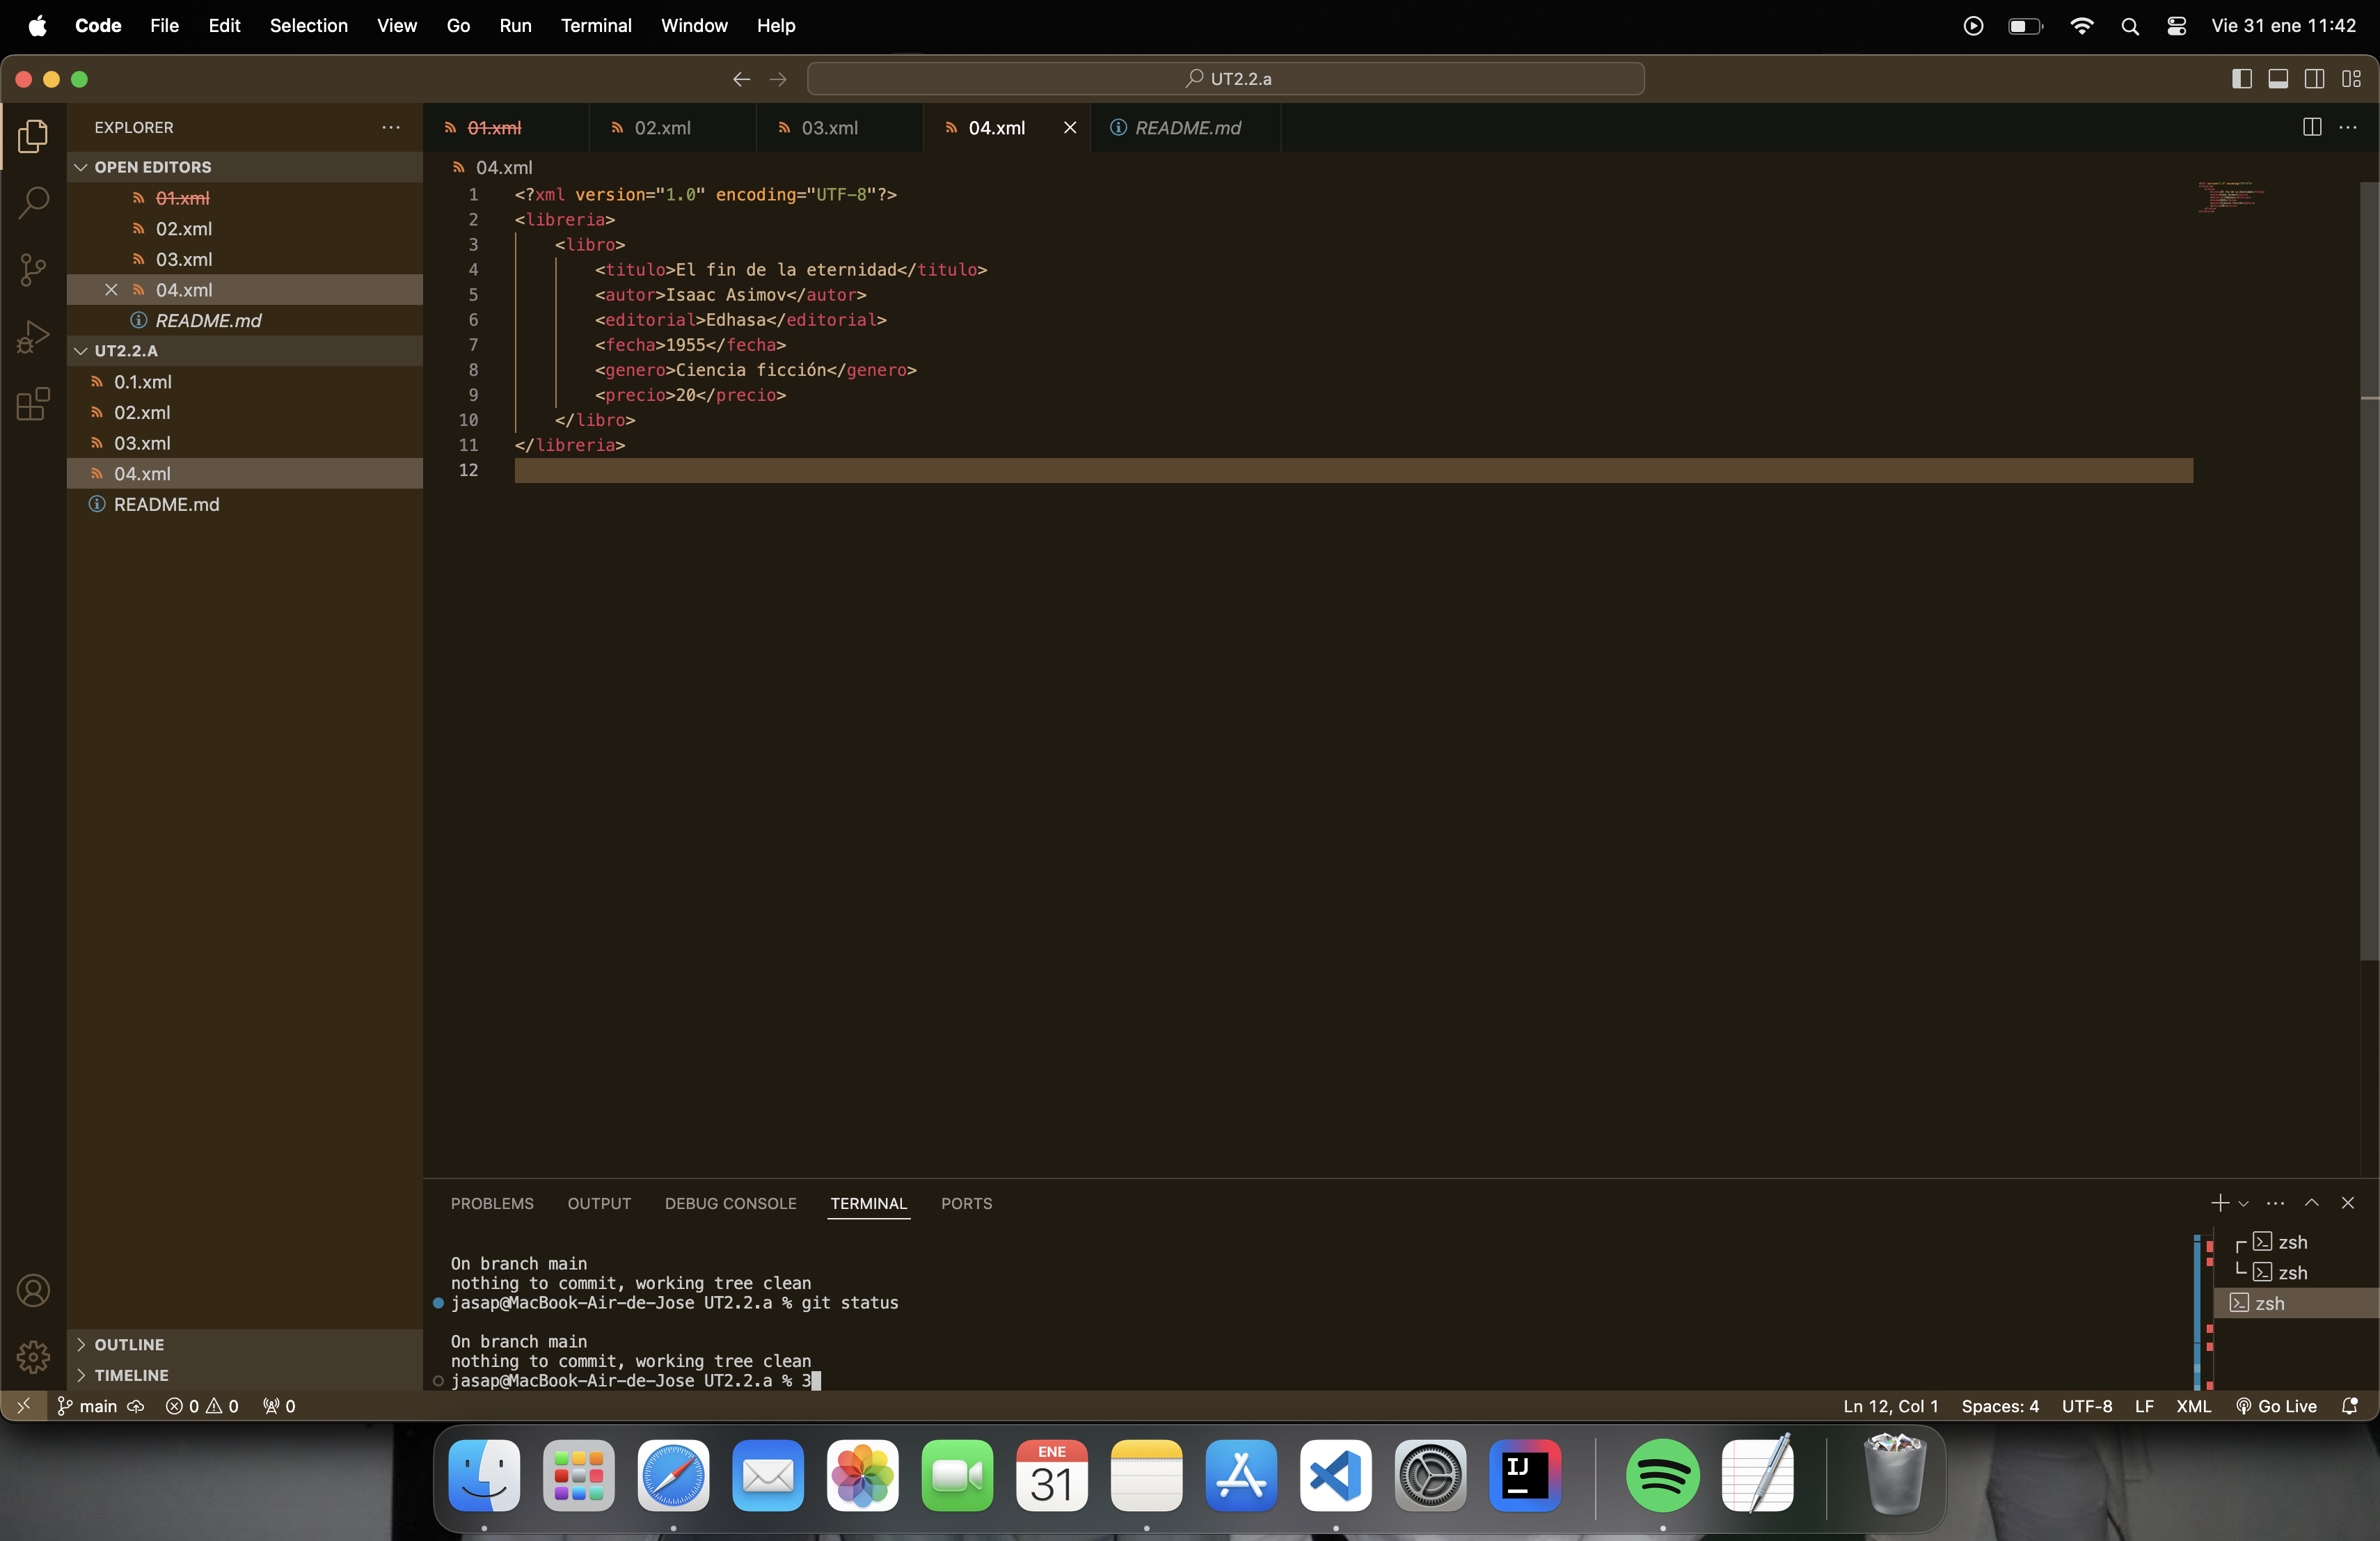 Code File Edit Selection View Go Run Terminal Window Help Vie 31 ene 11:42
UT2.2.a
EXPLORER
OPEN EDITORS
01.xml
02.xml
03.xml
04.xml
README.md
UT2.2.A
0.1.xml
02.xml
03.xml
04.xml
README.md
OUTLINE
TIMELINE
01.xml 02.xml 03.xml 04.xml README.md
04.xml
1 <?xml version="1.0" encoding="UTF-8"?>
2 <libreria>
3 <libro>
4 <titulo>El fin de la eternidad</titulo>
5 <autor>Isaac Asimov</autor>
6 <editorial>Edhasa</editorial>
7 <fecha>1955</fecha>
8 <genero>Ciencia ficción</genero>
9 <precio>20</precio>
10 </libro>
11 </libreria>
12
PROBLEMS OUTPUT DEBUG CONSOLE TERMINAL PORTS
On branch main
nothing to commit, working tree clean
jasap@MacBook-Air-de-Jose UT2.2.a % git status
On branch main
nothing to commit, working tree clean
jasap@MacBook-Air-de-Jose UT2.2.a % 3
zsh
zsh
zsh
main 0 0 0 Ln 12, Col 1 Spaces: 4 UTF-8 LF XML Go Live
ENE
31
IJ